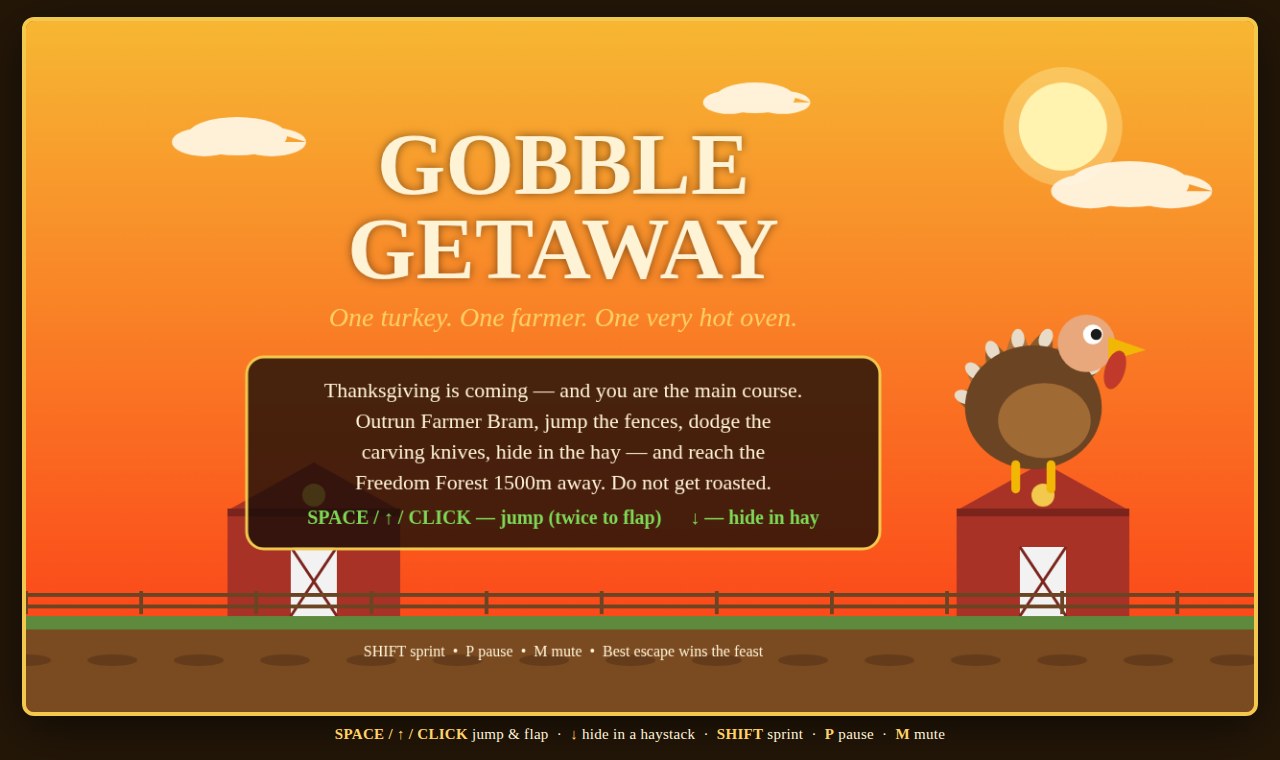 GOBBLE
GETAWAY
One turkey. One farmer. One very hot oven.
Thanksgiving is coming — and you are the main course.
Outrun Farmer Bram, jump the fences, dodge the
carving knives, hide in the hay — and reach the
Freedom Forest 1500m away. Do not get roasted.
SPACE / ↑ / CLICK — jump (twice to flap)   ↓ — hide in hay
SHIFT sprint • P pause • M mute • Best escape wins the feast
SPACE / ↑ / CLICK jump & flap · ↓ hide in a haystack · SHIFT sprint · P pause · M mute